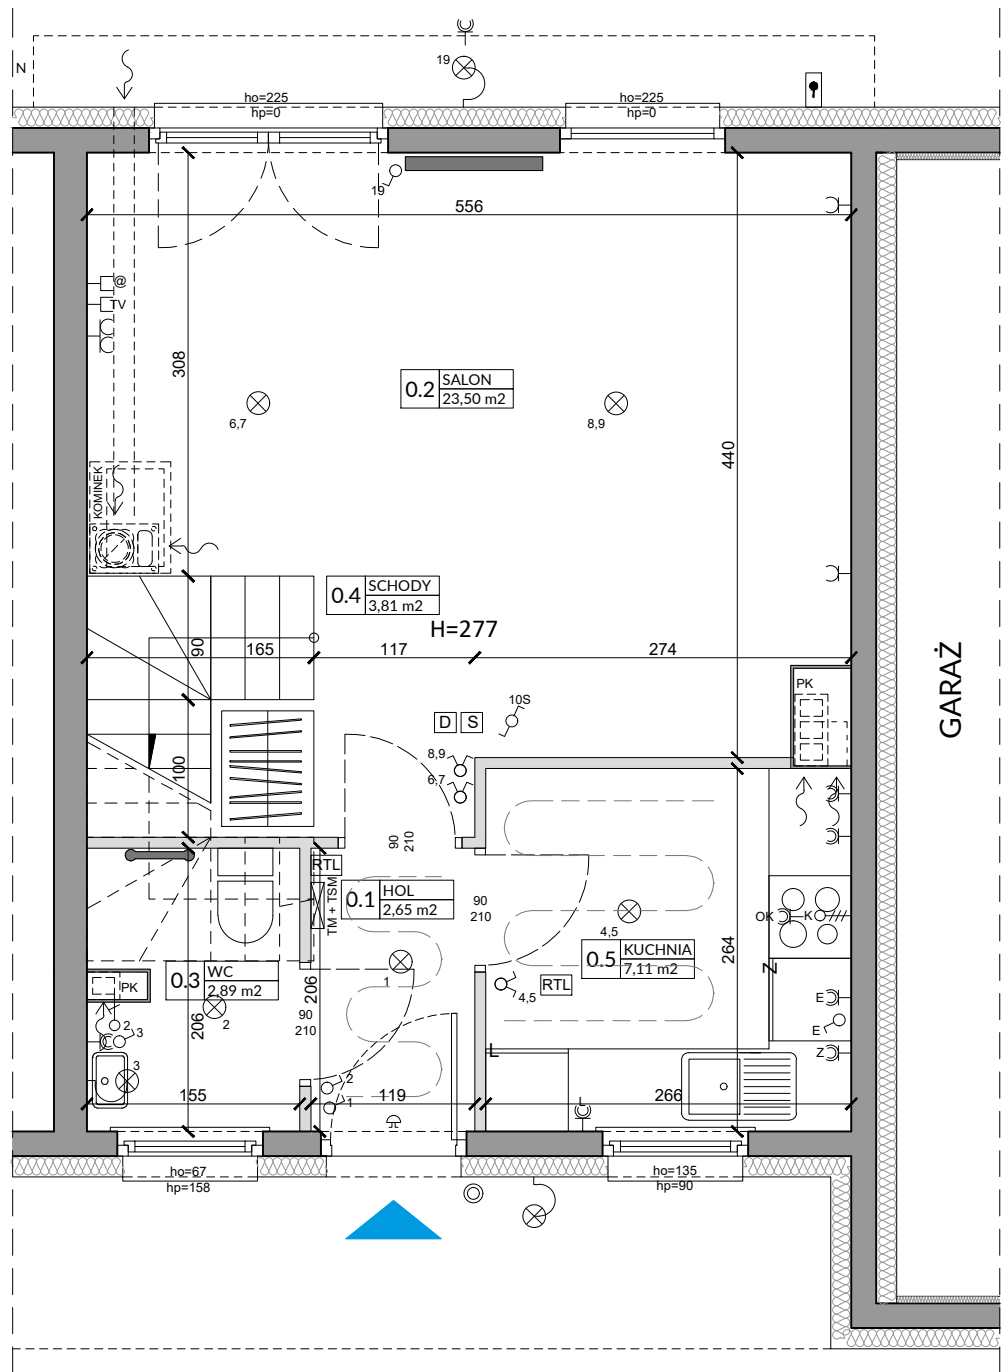 N
19
ho=225
hp=0
ho=225
hp=0
19
556
@
TV
308
0.2
SALON
23,50 m2
6,7
8,9
440
KOMINEK
0.4
SCHODY
3,81 m2
H=277
90
165
117
274
GARAŻ
PK
10S
D
S
8,9
6,7
100
90
210
RTL
TM + TSM
0.1
HOL
2,65 m2
90
210
OK
K
4,5
0.5
KUCHNIA
7,11 m2
264
Z
0.3
WC
2,89 m2
PK
1
206
206
4,5
RTL
E
E
Z
2
90
210
2
3
3
L
2
1
155
119
266
L
ho=67
hp=158
ho=135
hp=90